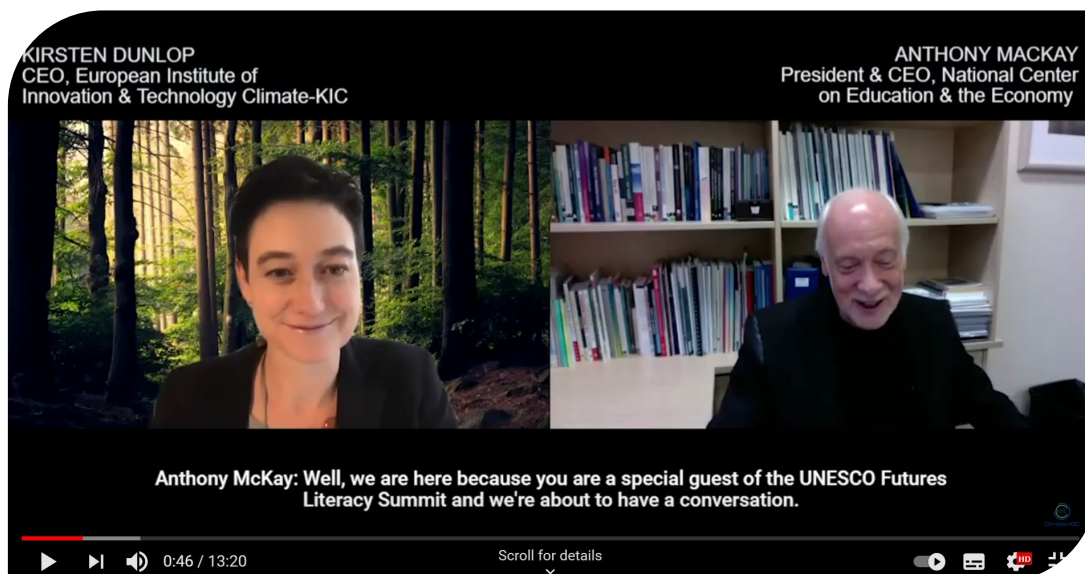 KIRSTEN DUNLOP
CEO, European Institute of
Innovation & Technology Climate-KIC
ANTHONY MACKAY
President & CEO, National Center
on Education & the Economy
Anthony McKay: Well, we are here because you are a special guest of the UNESCO Futures
Literacy Summit and we're about to have a conversation.
Climate-KIC
0:46 / 13:20
Scroll for details
HD